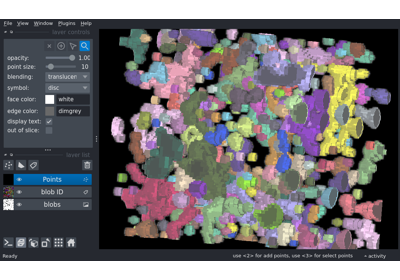 File View Window Plugins Help
layer controls
opacity: 1.00
point size: 10
blending: translucen
symbol: disc
face color: white
edge color: dimgrey
display text:
out of slice:
layer list
Points
blob ID
blobs
Ready
use <2> for add points, use <3> for select points
activity